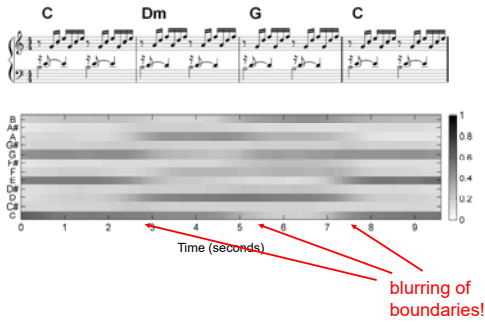 C Dm G C
B
A#
A
G#
G
F#
F
E
D#
D
C#
C
1
0.8
0.6
0.4
0.2
0
0 1 2 3 4 5 6 7 8 9
Time (seconds)
blurring of
boundaries!